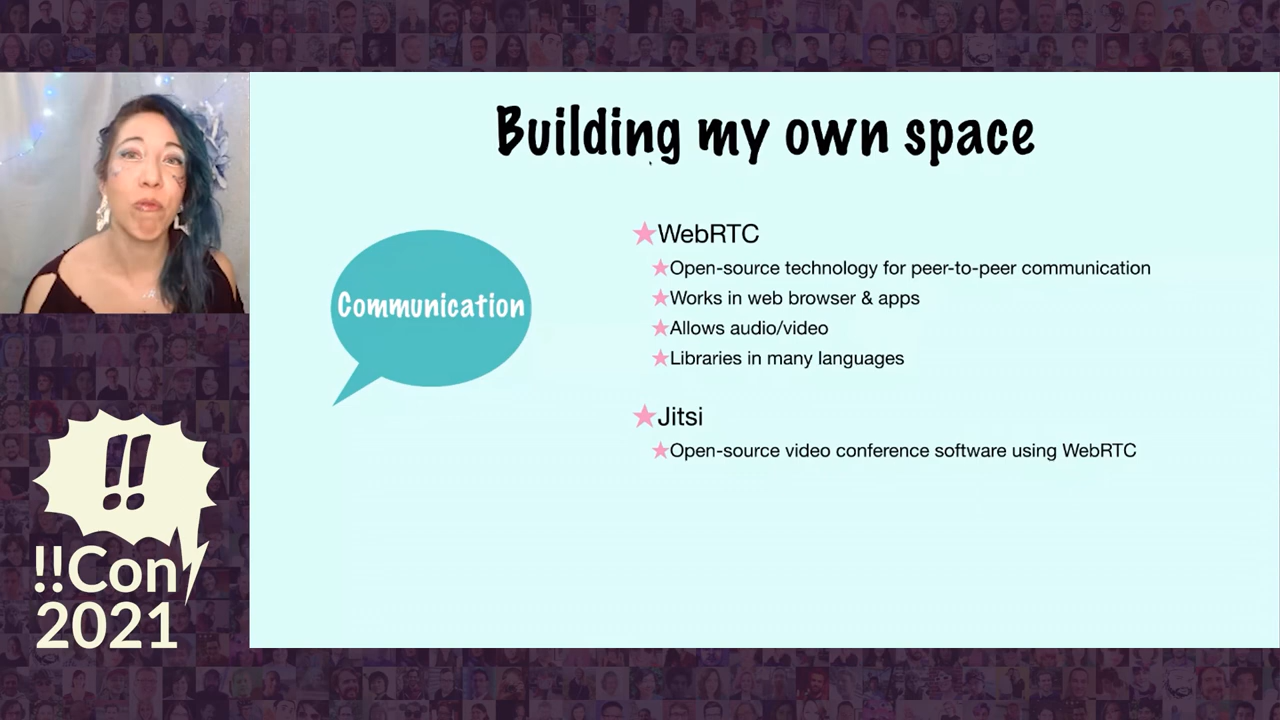 Building my own space
Communication
WebRTC
Open-source technology for peer-to-peer communication
Works in web browser & apps
Allows audio/video
Libraries in many languages
Jitsi
Open-source video conference software using WebRTC
!!
!!Con
2021